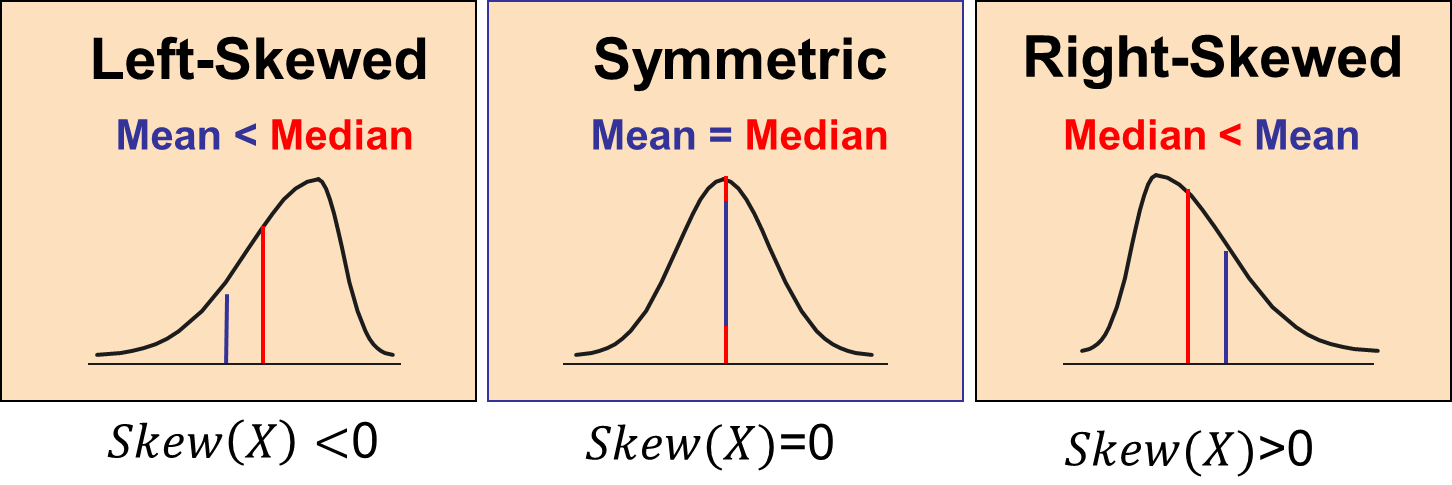 Left-Skewed
Mean < Median
Skew(X) <0
Symmetric
Mean = Median
Skew(X)=0
Right-Skewed
Median < Mean
Skew(X)>0